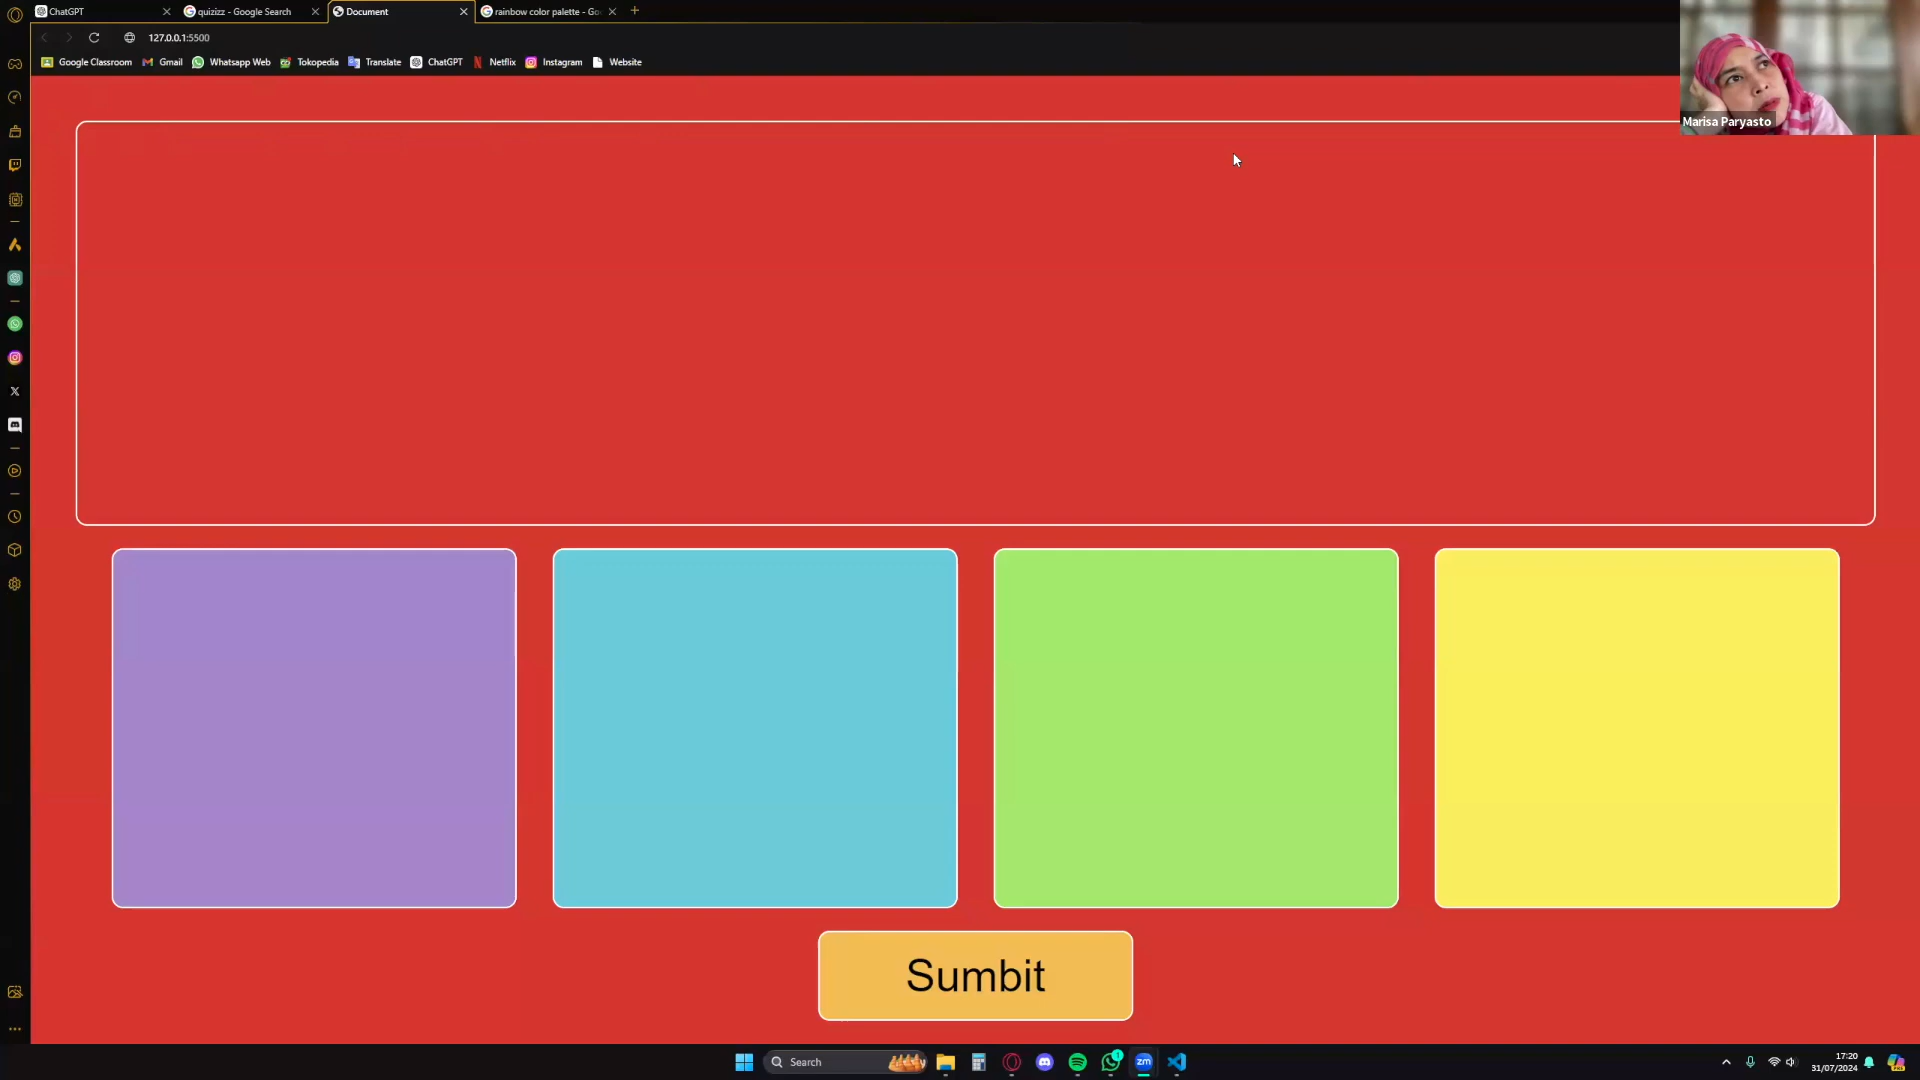 ChatGPT
quizizz - Google Search
Document
rainbow color palette - Go
127.0.0.1:5500
Google Classroom
Gmail
Whatsapp Web
Tokopedia
Translate
ChatGPT
Netflix
Instagram
Website
Marisa Paryasto
Sumbit
Search
zm
17:20
31/07/2024